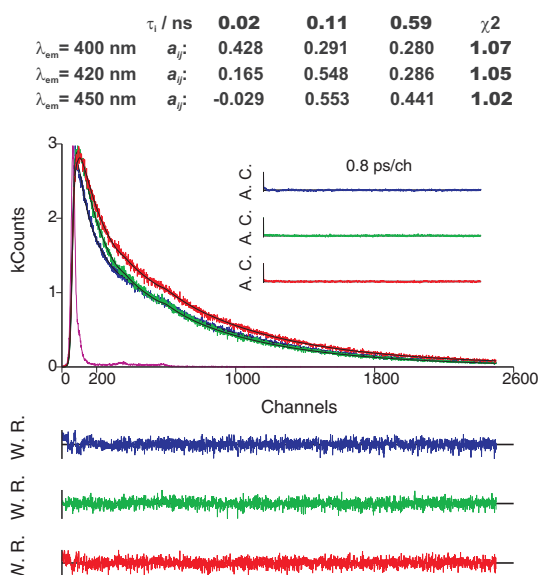 τi / ns 0.02 0.11 0.59 χ2
λem= 400 nm aij: 0.428 0.291 0.280 1.07
λem= 420 nm aij: 0.165 0.548 0.286 1.05
λem= 450 nm aij: -0.029 0.553 0.441 1.02
3
2
1
0
kCounts
0.8 ps/ch
A. C.
A. C.
A. C.
0 200 1000 1800 2600
Channels
W. R.
W. R.
W. R.